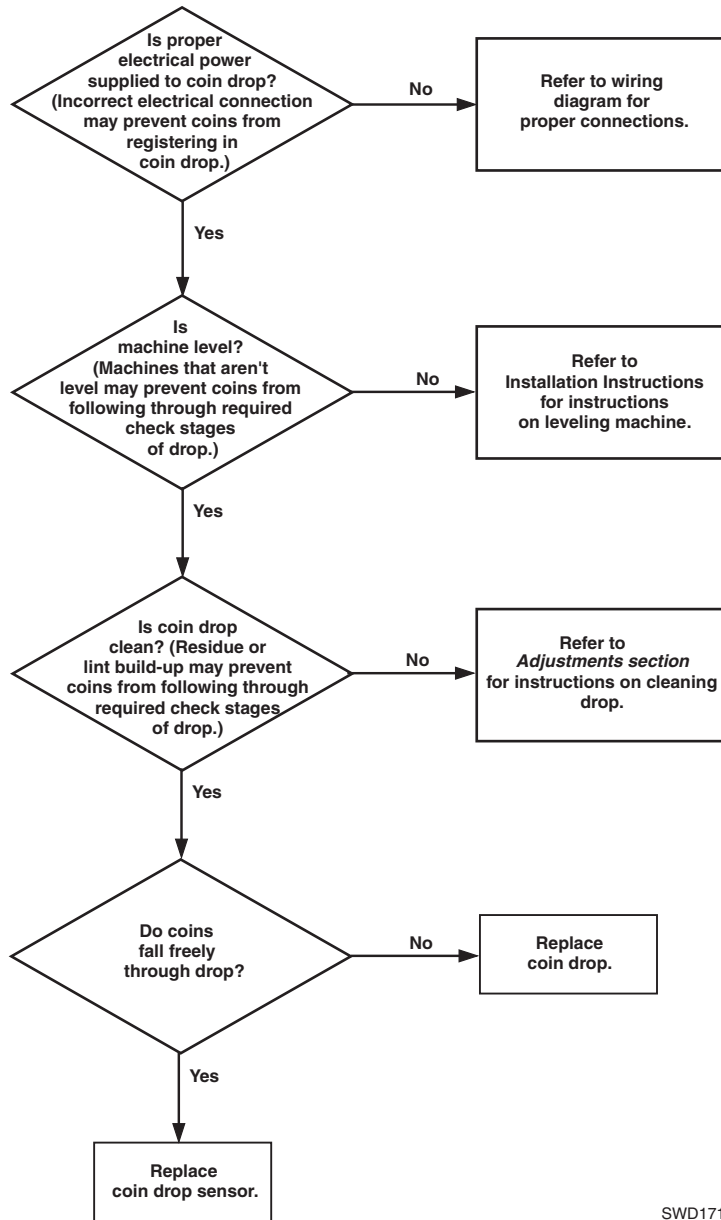 Is proper
electrical power
supplied to coin drop?
(Incorrect electrical connection
may prevent coins from
registering in
coin drop.)
No
Refer to wiring
diagram for
proper connections.
Yes
Is
machine level?
(Machines that aren't
level may prevent coins from
following through required
check stages
of drop.)
No
Refer to
Installation Instructions
for instructions
on leveling machine.
Yes
Is coin drop
clean? (Residue or
lint build-up may prevent
coins from following through
required check stages
of drop.)
No
Refer to
Adjustments section
for instructions on cleaning
drop.
Yes
Do coins
fall freely
through drop?
No
Replace
coin drop.
Yes
Replace
coin drop sensor.
SWD171